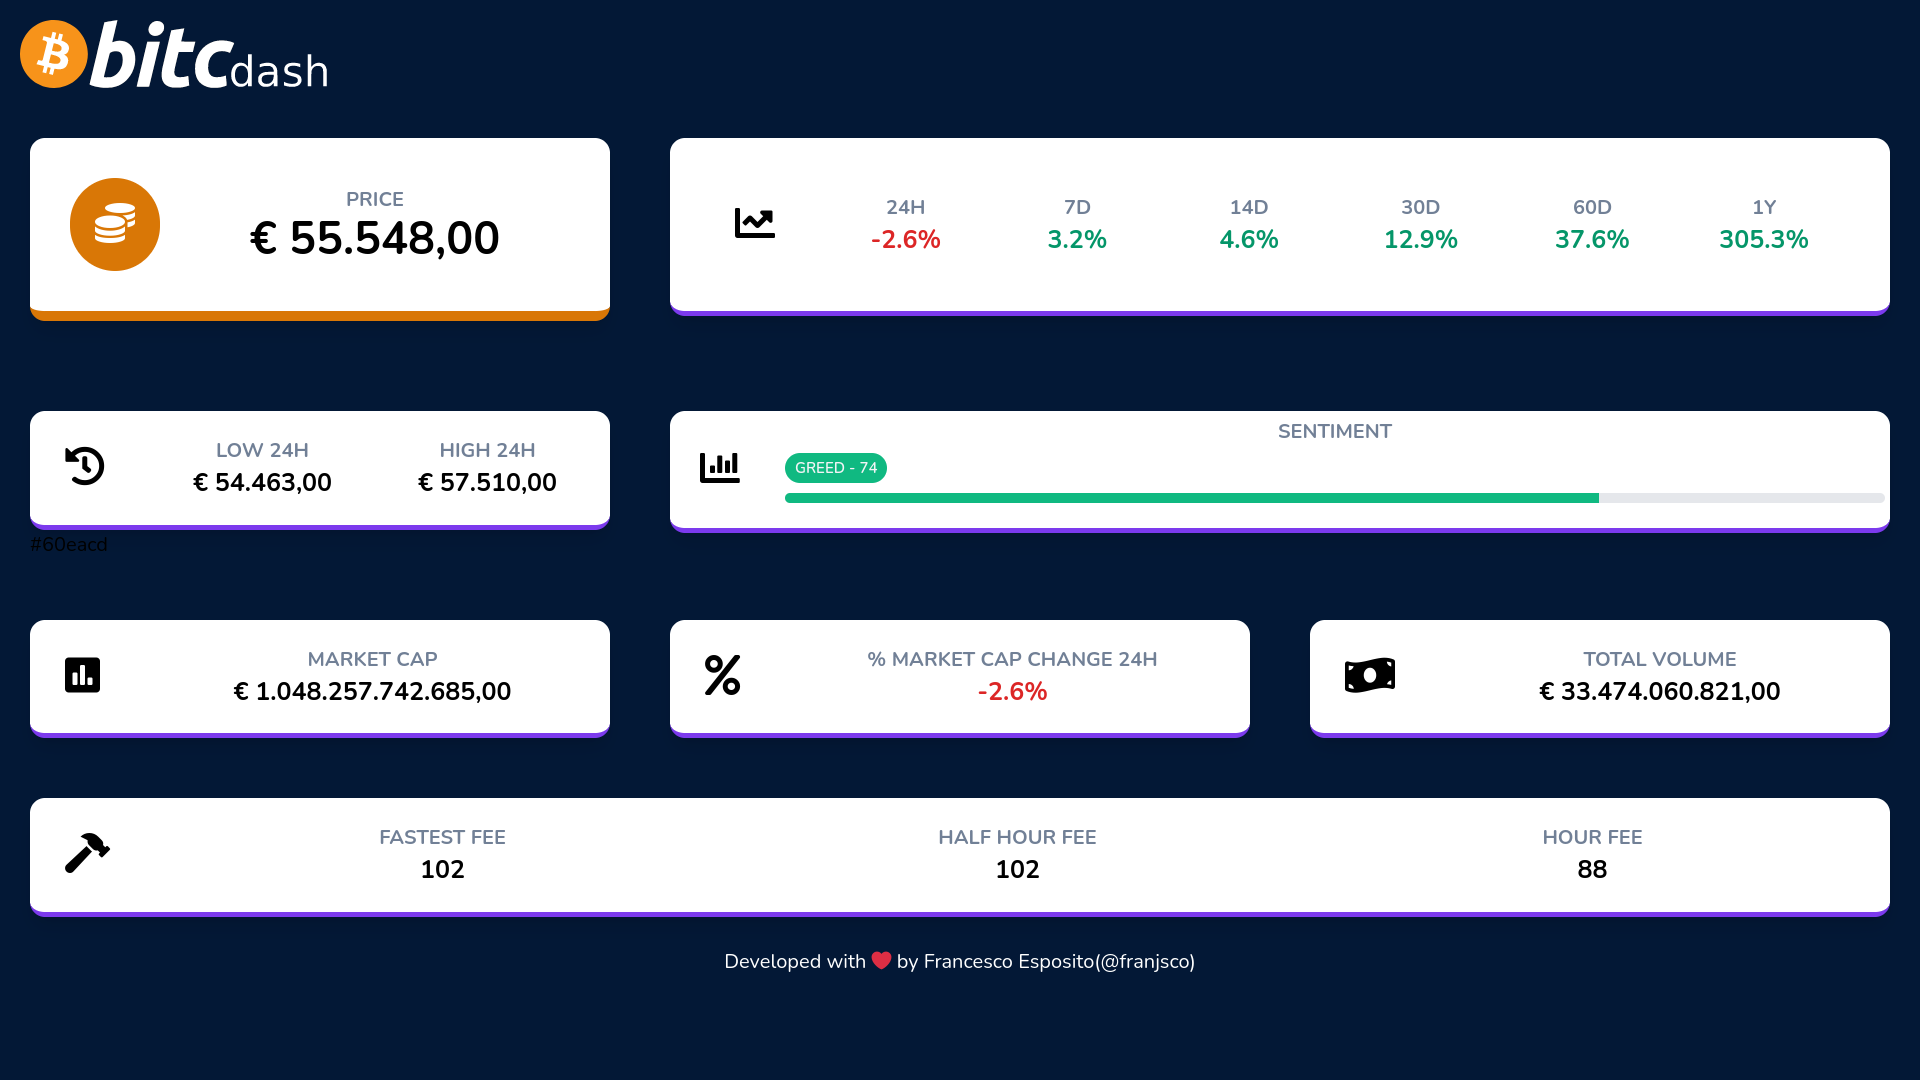 bitcdash
PRICE
€ 55.548,00
24H 7D 14D 30D 60D 1Y
-2.6% 3.2% 4.6% 12.9% 37.6% 305.3%
LOW 24H HIGH 24H
€ 54.463,00 € 57.510,00
#60eacd
SENTIMENT
GREED - 74
MARKET CAP
€ 1.048.257.742.685,00
% MARKET CAP CHANGE 24H
-2.6%
TOTAL VOLUME
€ 33.474.060.821,00
FASTEST FEE HALF HOUR FEE HOUR FEE
102 102 88
Developed with ❤️ by Francesco Esposito(@franjsco)